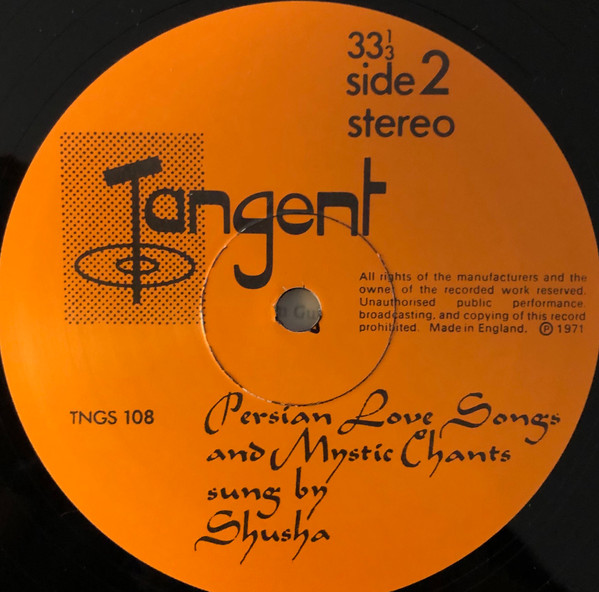 33⅓
side 2
stereo
Tangent
All rights of the manufacturers and the
owner of the recorded work reserved.
Unauthorised public performance,
broadcasting, and copying of this record
prohibited. Made in England. Ⓟ 1971
TNGS 108
Persian Love Songs
and Mystic Chants
sung by
Shusha